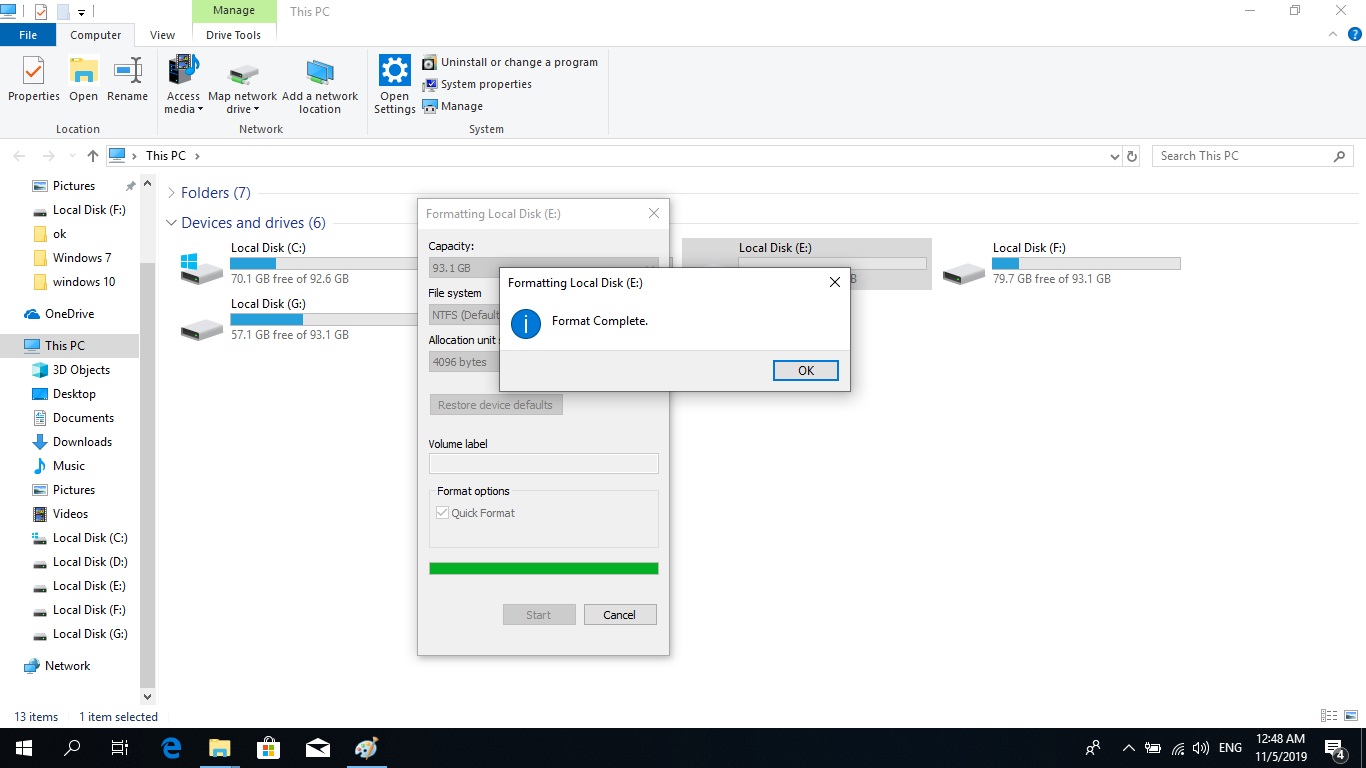 Manage
This PC
File
Computer
View
Drive Tools
Properties
Open
Rename
Access media
Map network drive
Add a network location
Open Settings
Uninstall or change a program
System properties
Manage
Location
Network
System
This PC
Search This PC
Pictures
Local Disk (F:)
ok
Windows 7
windows 10
OneDrive
This PC
3D Objects
Desktop
Documents
Downloads
Music
Pictures
Videos
Local Disk (C:)
Local Disk (D:)
Local Disk (E:)
Local Disk (F:)
Local Disk (G:)
Network
Folders (7)
Devices and drives (6)
Local Disk (C:)
70.1 GB free of 92.6 GB
Local Disk (E:)
Local Disk (F:)
79.7 GB free of 93.1 GB
Local Disk (G:)
57.1 GB free of 93.1 GB
Formatting Local Disk (E:)
Capacity:
93.1 GB
File system
NTFS (Default
Allocation unit
4096 bytes
Restore device defaults
Volume label
Format options
Quick Format
Start
Cancel
Formatting Local Disk (E:)
Format Complete.
OK
13 items
1 item selected
ENG
12:48 AM
11/5/2019
4